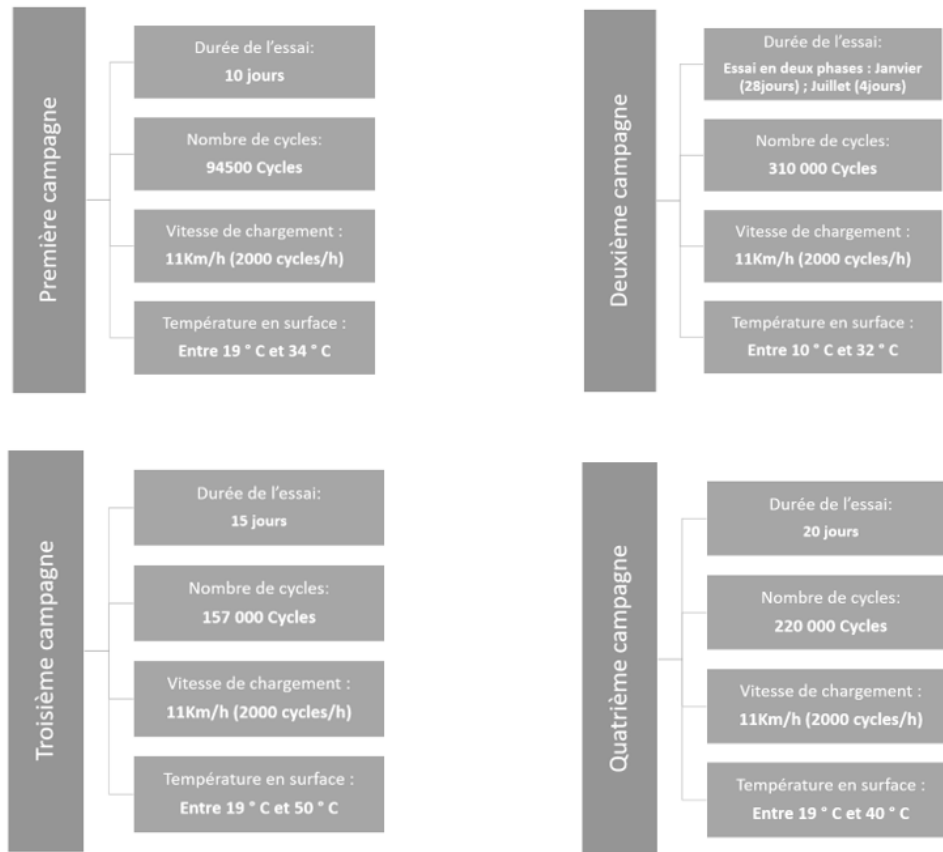 Première campagne
Durée de l'essai:
10 jours
Nombre de cycles:
94500 Cycles
Vitesse de chargement :
11Km/h (2000 cycles/h)
Température en surface :
Entre 19 ° C et 34 ° C
Deuxième campagne
Durée de l'essai:
Essai en deux phases : Janvier
(28jours) ; Juillet (4jours)
Nombre de cycles:
310 000 Cycles
Vitesse de chargement :
11Km/h (2000 cycles/h)
Température en surface :
Entre 10 ° C et 32 ° C
Troisième campagne
Durée de l'essai:
15 jours
Nombre de cycles:
157 000 Cycles
Vitesse de chargement :
11Km/h (2000 cycles/h)
Température en surface :
Entre 19 ° C et 50 ° C
Quatrième campagne
Durée de l'essai:
20 jours
Nombre de cycles:
220 000 Cycles
Vitesse de chargement :
11Km/h (2000 cycles/h)
Température en surface :
Entre 19 ° C et 40 ° C